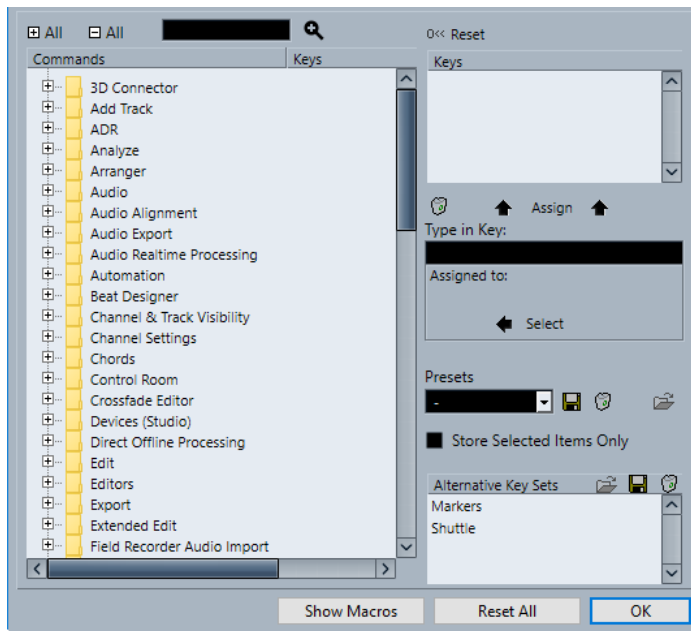 All
All
Commands
Keys
3D Connector
Add Track
ADR
Analyze
Arranger
Audio
Audio Alignment
Audio Export
Audio Realtime Processing
Automation
Beat Designer
Channel & Track Visibility
Channel Settings
Chords
Control Room
Crossfade Editor
Devices (Studio)
Direct Offline Processing
Edit
Editors
Export
Extended Edit
Field Recorder Audio Import
0<< Reset
Keys
Assign
Type in Key:
Assigned to:
Select
Presets
-
Store Selected Items Only
Alternative Key Sets
Markers
Shuttle
Show Macros
Reset All
OK